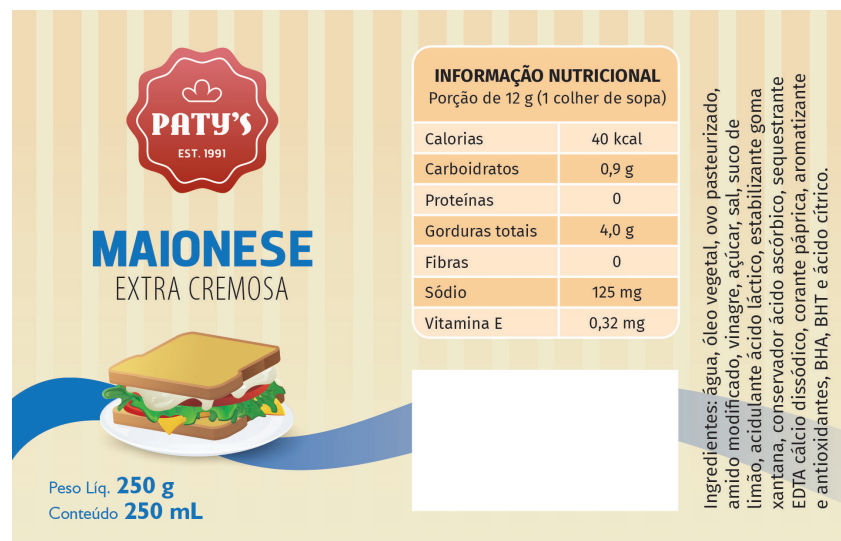 PATY'S
EST. 1991
MAIONESE
EXTRA CREMOSA
Peso Líq. 250 g
Conteúdo 250 mL
INFORMAÇÃO NUTRICIONAL
Porção de 12 g (1 colher de sopa)
Calorias 40 kcal
Carboidratos 0,9 g
Proteínas 0
Gorduras totais 4,0 g
Fibras 0
Sódio 125 mg
Vitamina E 0,32 mg
Ingredientes: água, óleo vegetal, ovo pasteurizado,
amido modificado, vinagre, açúcar, sal, suco de
limão, acidulante ácido láctico, estabilizante goma
xantana, conservador ácido ascórbico, sequestrante
EDTA cálcio dissódico, corante páprica, aromatizante
e antioxidantes, BHA, BHT e ácido cítrico.